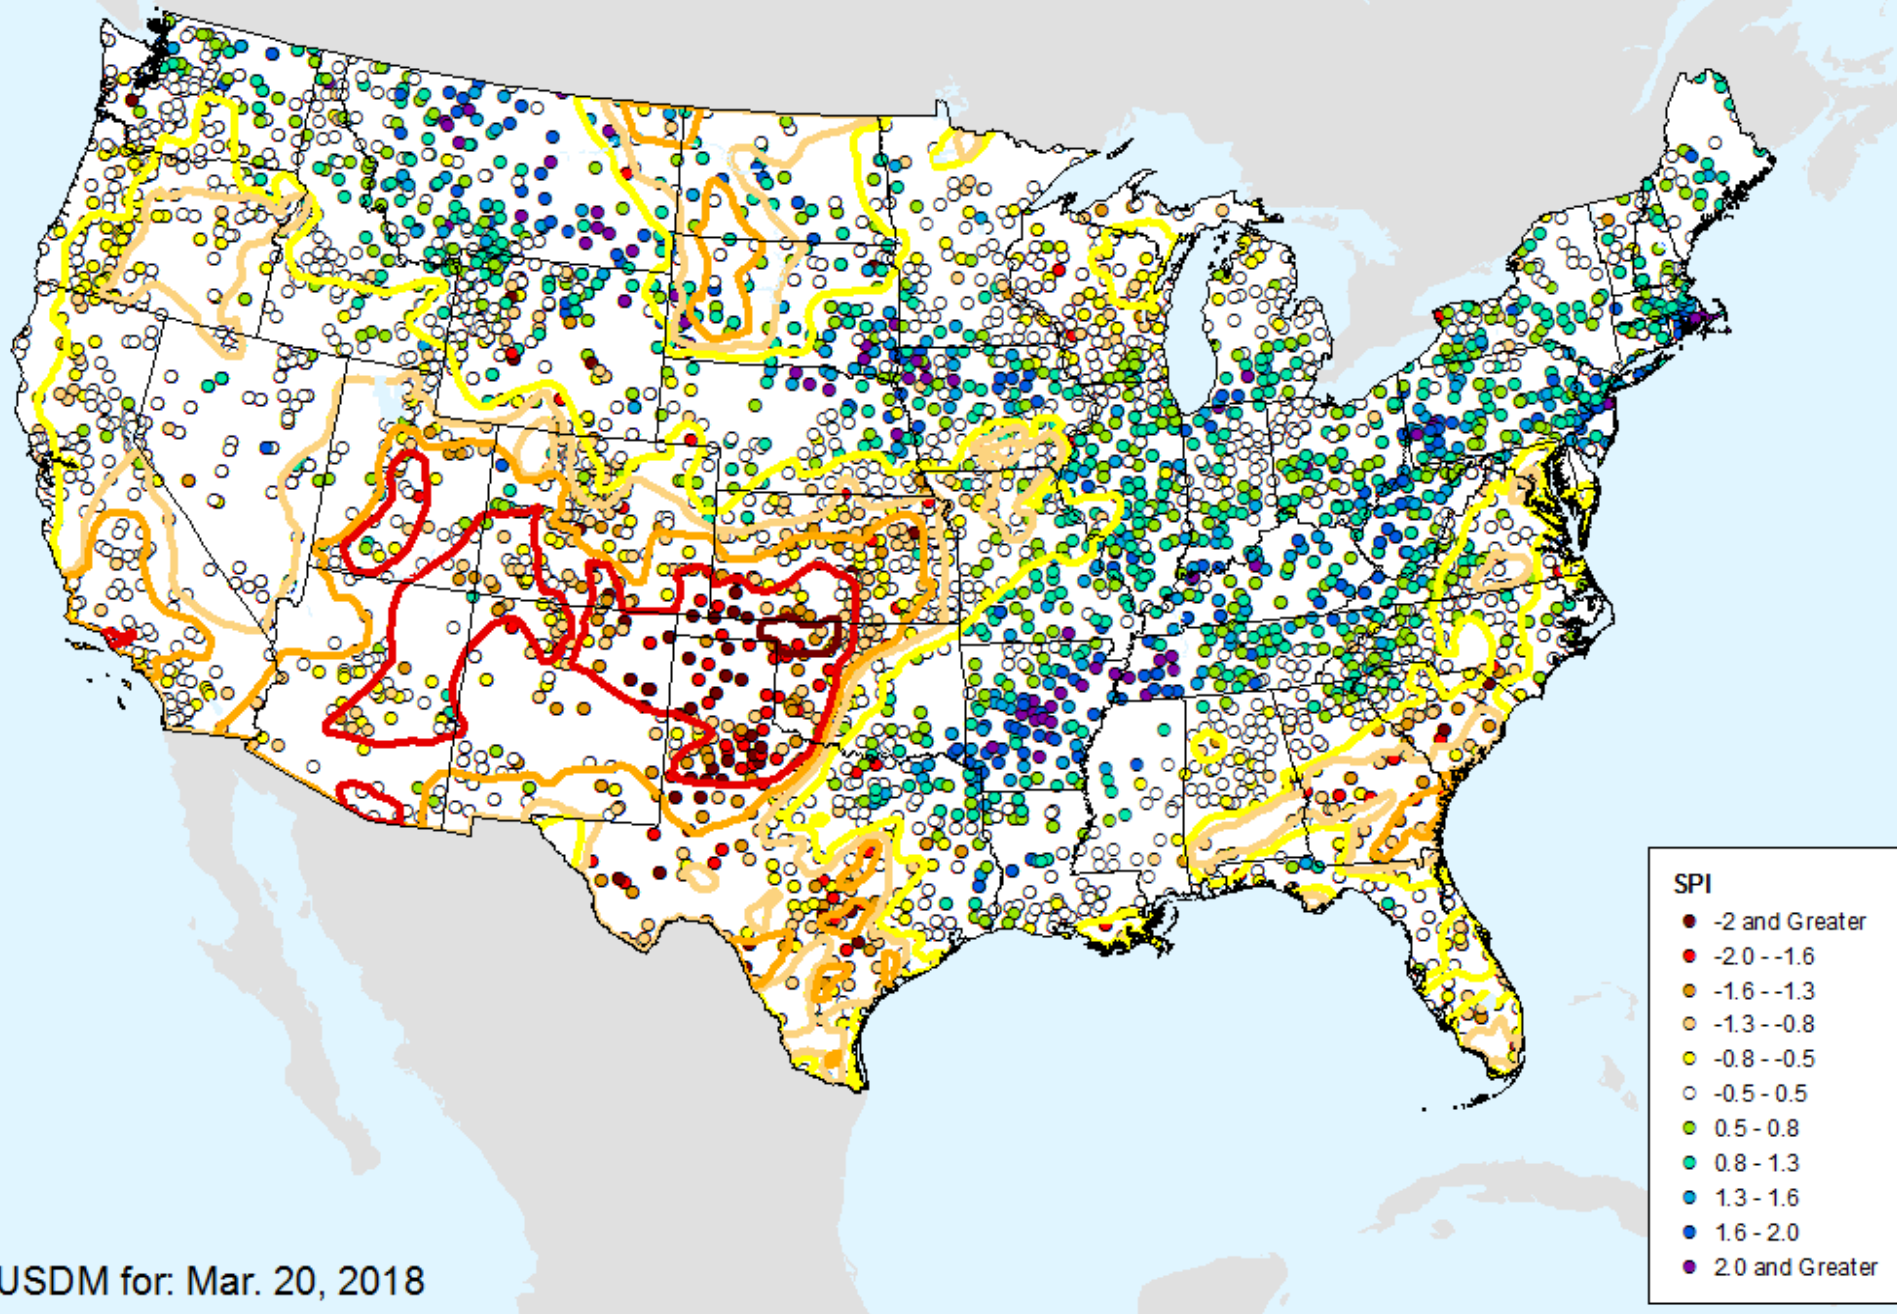 SPI
-2 and Greater
-2.0 - -1.6
-1.6 - -1.3
-1.3 - -0.8
-0.8 - -0.5
-0.5 - 0.5
0.5 - 0.8
0.8 - 1.3
1.3 - 1.6
1.6 - 2.0
2.0 and Greater
USDM for: Mar. 20, 2018